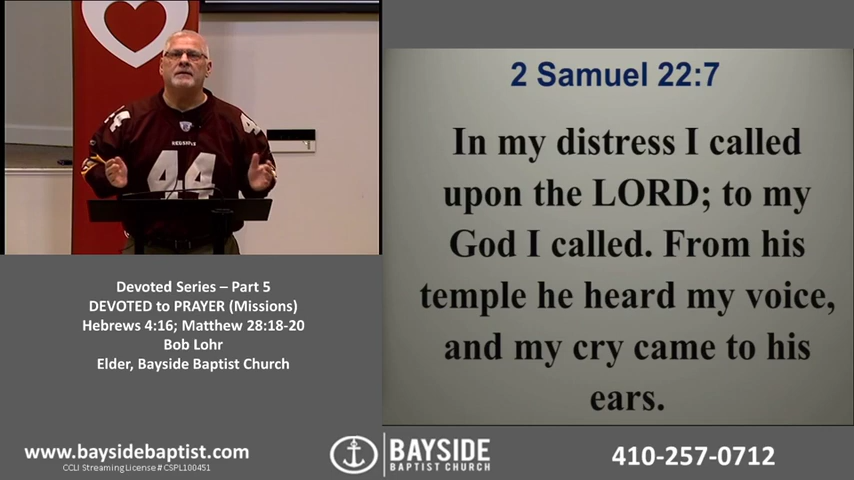 44
44
REDSKINS
44
Devoted Series – Part 5
DEVOTED to PRAYER (Missions)
Hebrews 4:16; Matthew 28:18-20
Bob Lohr
Elder, Bayside Baptist Church
2 Samuel 22:7
In my distress I called
upon the LORD; to my
God I called. From his
temple he heard my voice,
and my cry came to his
ears.
www.baysidebaptist.com
CCLI Streaming License # CSPL100451
BAYSIDE
BAPTIST CHURCH
410-257-0712